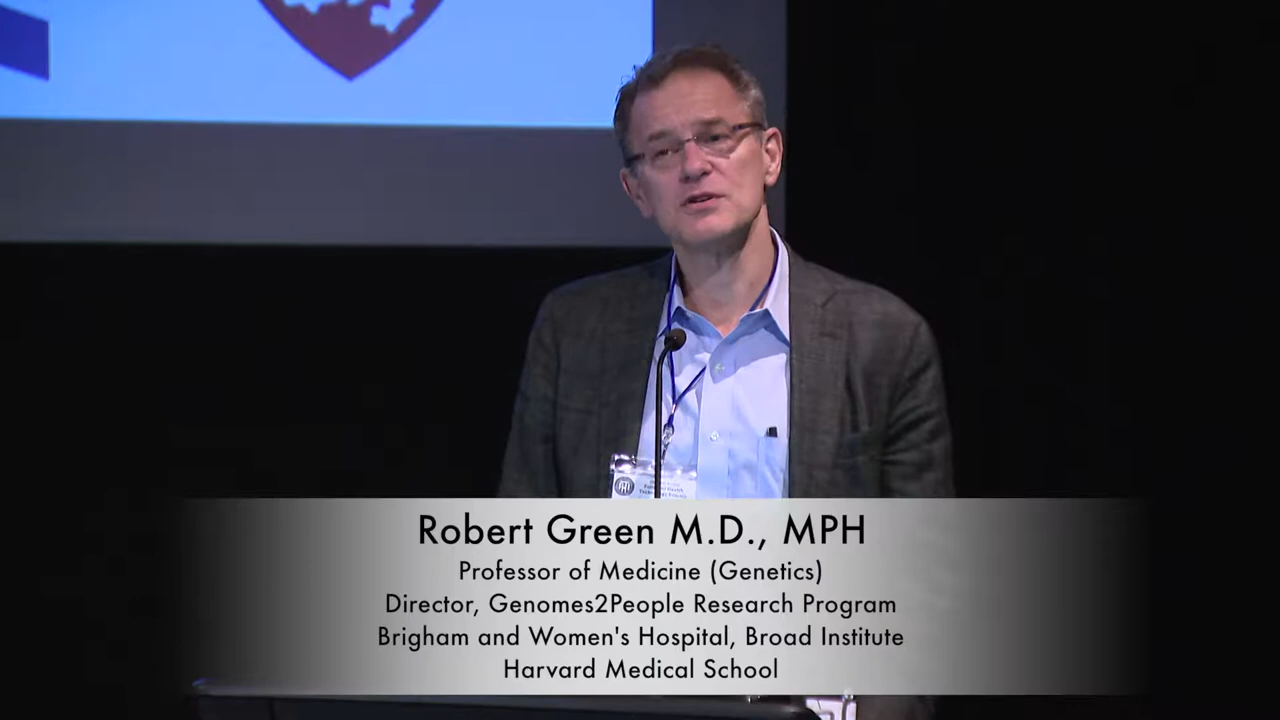 Robert Green M.D., MPH
Professor of Medicine (Genetics)
Director, Genomes2People Research Program
Brigham and Women's Hospital, Broad Institute
Harvard Medical School